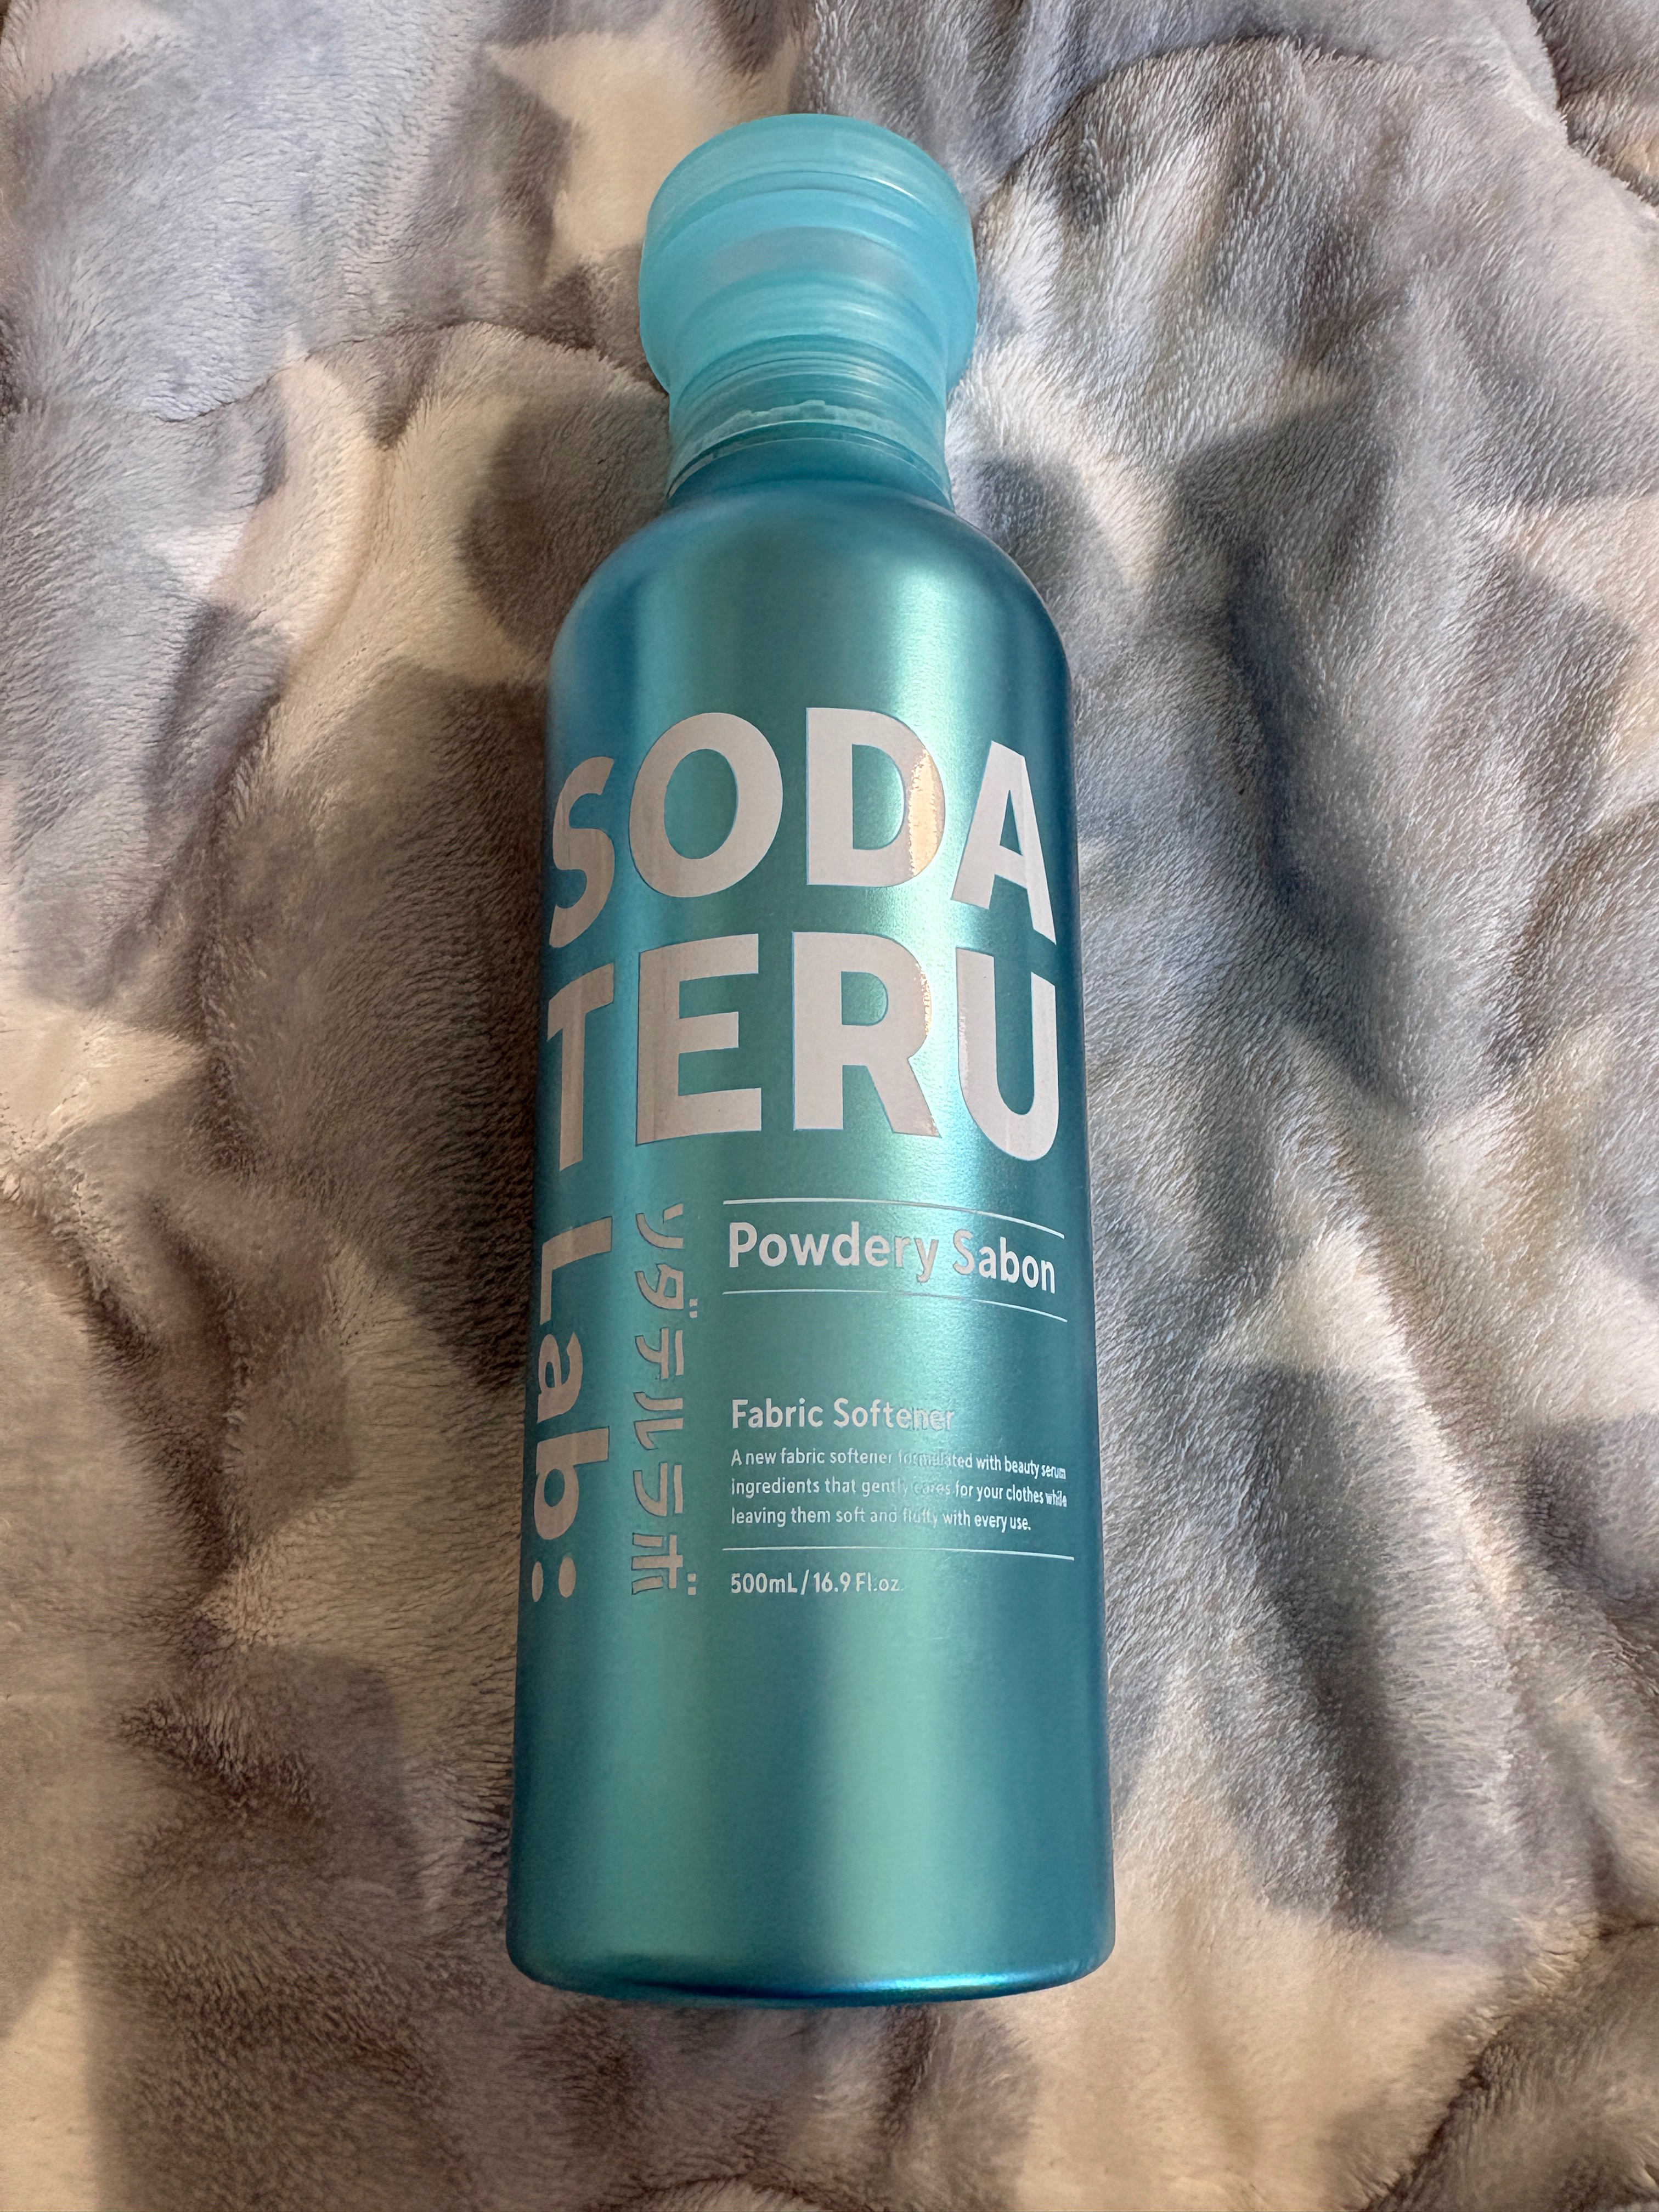 SODA
TERU
Lab:
ソダテルラボ
Powdery Sabon
Fabric Softener
A new fabric softener formulated with beauty serum
ingredients that gently cares for your clothes while
leaving them soft and fluffy with every use.
500mL/16.9 Fl.oz.